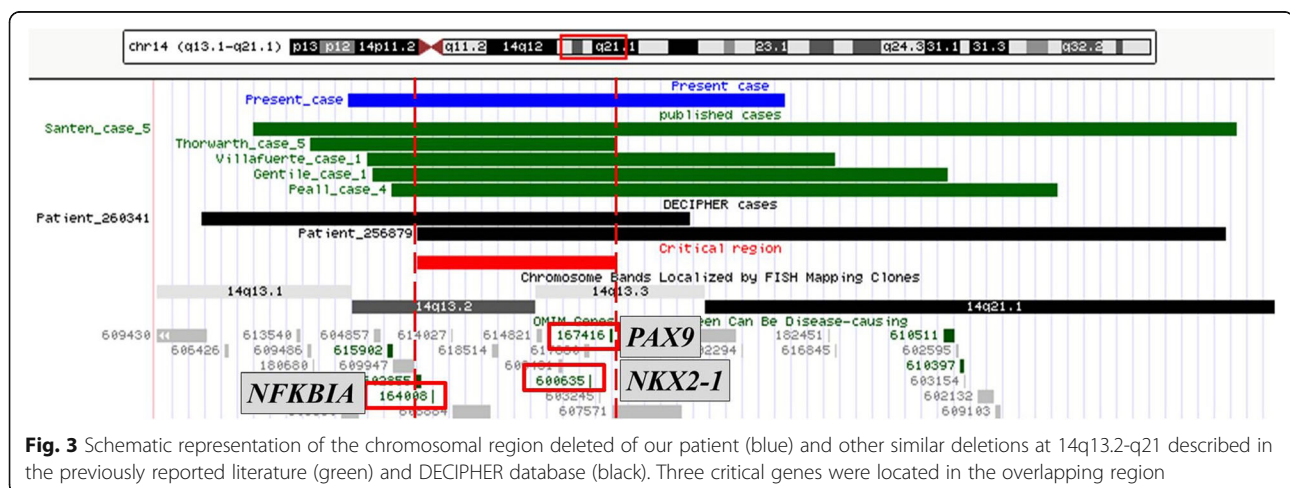 chr14 (q13.1-q21.1) p13 p12 14p11.2 q11.2 14q12 q21.1 23.1 q24.3 31.1 31.3 q32.2
Present case
Present_case
published cases
Santen_case_5
Thorwarth_case_5
Villafuerte_case_1
Gentile_case_1
Peall_case_4
DECIPHER cases
Patient_260341
Patient_256879
Critical region
Chromosome Bands Localized by FISH Mapping Clones
14q13.1 14q13.3
14q13.2 14q21.1
OMIM Genes Can Be Disease-causing
609430 613540 604857 614027 614821 167416 PAX9 182451 610511
606426 609486 615902 618514 616845 602595
180680 609947 610397
600635 NKX2-1 603154
NFKBIA 164008 603245 602132
607571 609103
Fig. 3 Schematic representation of the chromosomal region deleted of our patient (blue) and other similar deletions at 14q13.2-q21 described in
the previously reported literature (green) and DECIPHER database (black). Three critical genes were located in the overlapping region